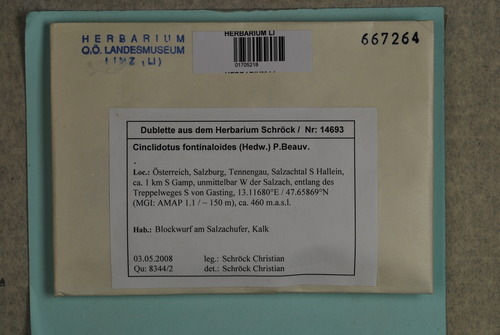 HERBARIUM
O.Ö. LANDESMUSEUM
LINZ (LI)
HERBARIUM LI
01705218
HERBARIUM LI
667264
Dublette aus dem Herbarium Schröck / Nr: 14693
Cinclidotus fontinaloides (Hedw.) P.Beauv.
.
Loc.: Österreich, Salzburg, Tennengau, Salzachtal S Hallein,
ca. 1 km S Gamp, unmittelbar W der Salzach, entlang des
Treppelweges S von Gasting, 13.11680°E / 47.65869°N
(MGI: AMAP 1.1 / ~ 150 m), ca. 460 m.a.s.l.
Hab.: Blockwurf am Salzachufer, Kalk
03.05.2008 leg.: Schröck Christian
Qu: 8344/2 det.: Schröck Christian